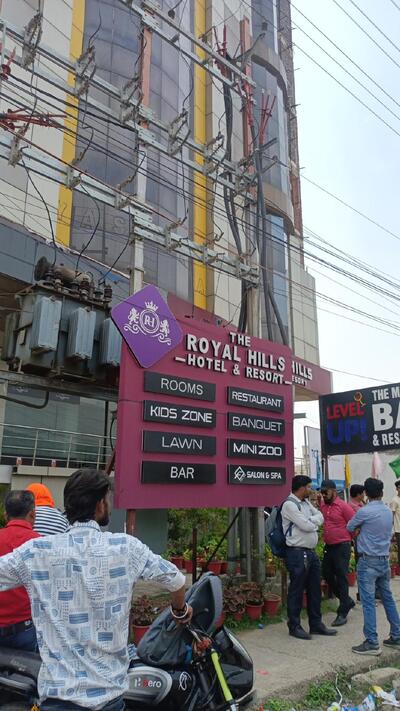 RH
THE
ROYAL HILLS
HOTEL & RESORT
ROOMS
RESTAURANT
KIDS ZONE
BANQUET
LAWN
MINI ZOO
BAR
SALON & SPA
HILLS
LEVEL
UP!
THE
BA
& RES
Hero